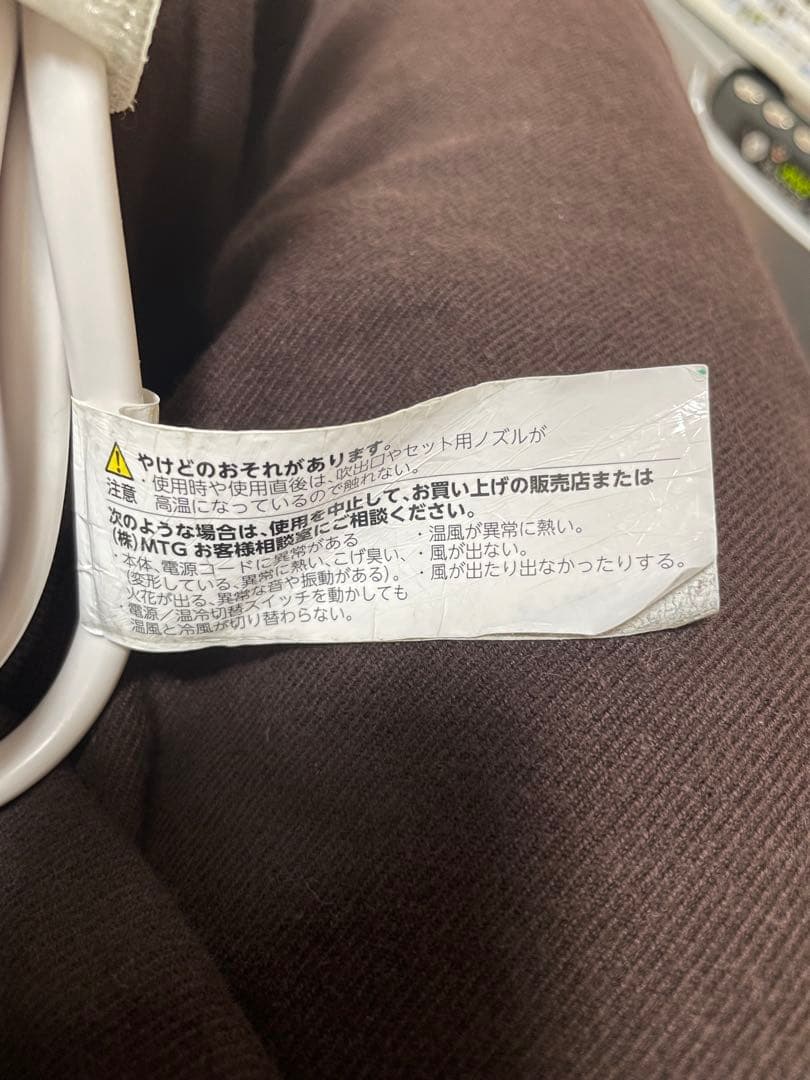 やけどのおそれがあります。
注意
・使用時や使用直後は、吹出口やセット用ノズルが
高温になっているので触れない。
次のような場合は、使用を中止して、お買い上げの販売店または
(株)MTG お客様相談室にご相談ください。
・本体、電源コードに異常がある
(変形している、異常に熱い、こげ臭い、
火花が出る、異常な音や振動がある)。
・電源／温冷切替スイッチを動かしても
温風と冷風が切り替わらない。
・温風が異常に熱い。
・風が出ない。
・風が出たり出なかったりする。